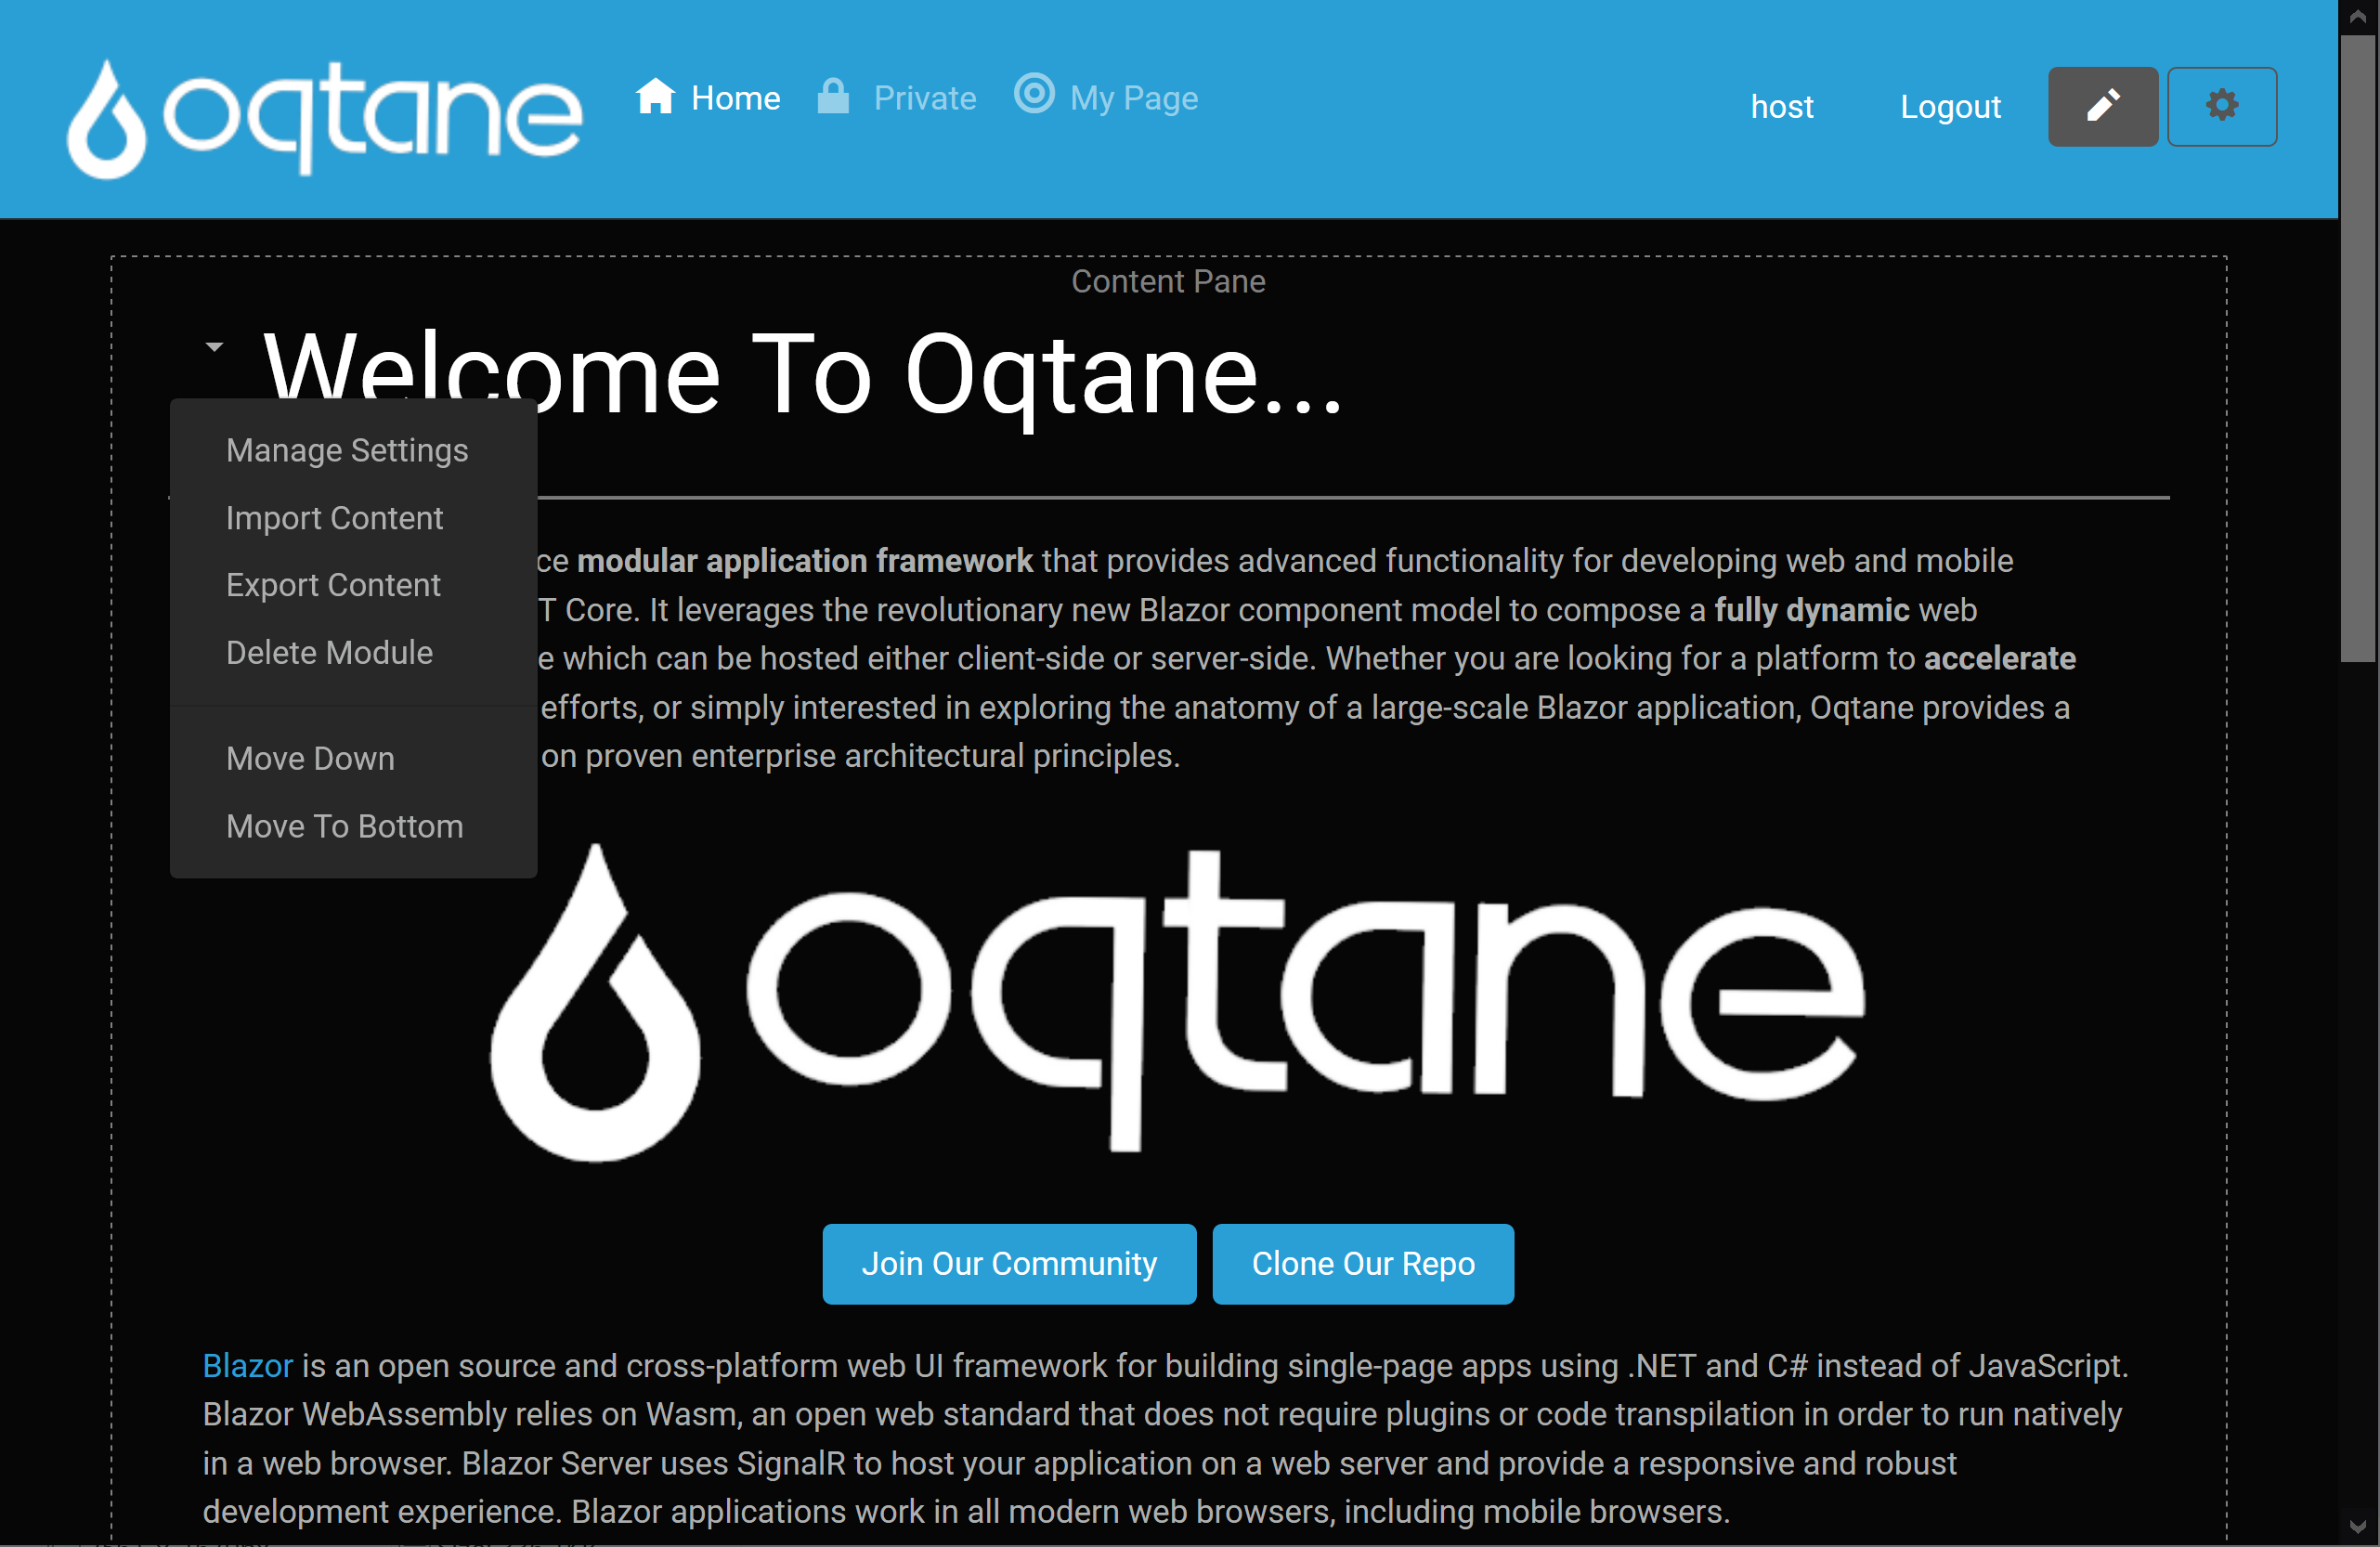 oqtane
Home Private My Page
host Logout
Content Pane
Welcome To Oqtane...
Manage Settings
Import Content
Export Content
Delete Module
Move Down
Move To Bottom
modular application framework that provides advanced functionality for developing web and mobile
Core. It leverages the revolutionary new Blazor component model to compose a fully dynamic web
which can be hosted either client-side or server-side. Whether you are looking for a platform to accelerate
efforts, or simply interested in exploring the anatomy of a large-scale Blazor application, Oqtane provides a
on proven enterprise architectural principles.
oqtane
Join Our Community
Clone Our Repo
Blazor is an open source and cross-platform web UI framework for building single-page apps using .NET and C# instead of JavaScript.
Blazor WebAssembly relies on Wasm, an open web standard that does not require plugins or code transpilation in order to run natively
in a web browser. Blazor Server uses SignalR to host your application on a web server and provide a responsive and robust
development experience. Blazor applications work in all modern web browsers, including mobile browsers.